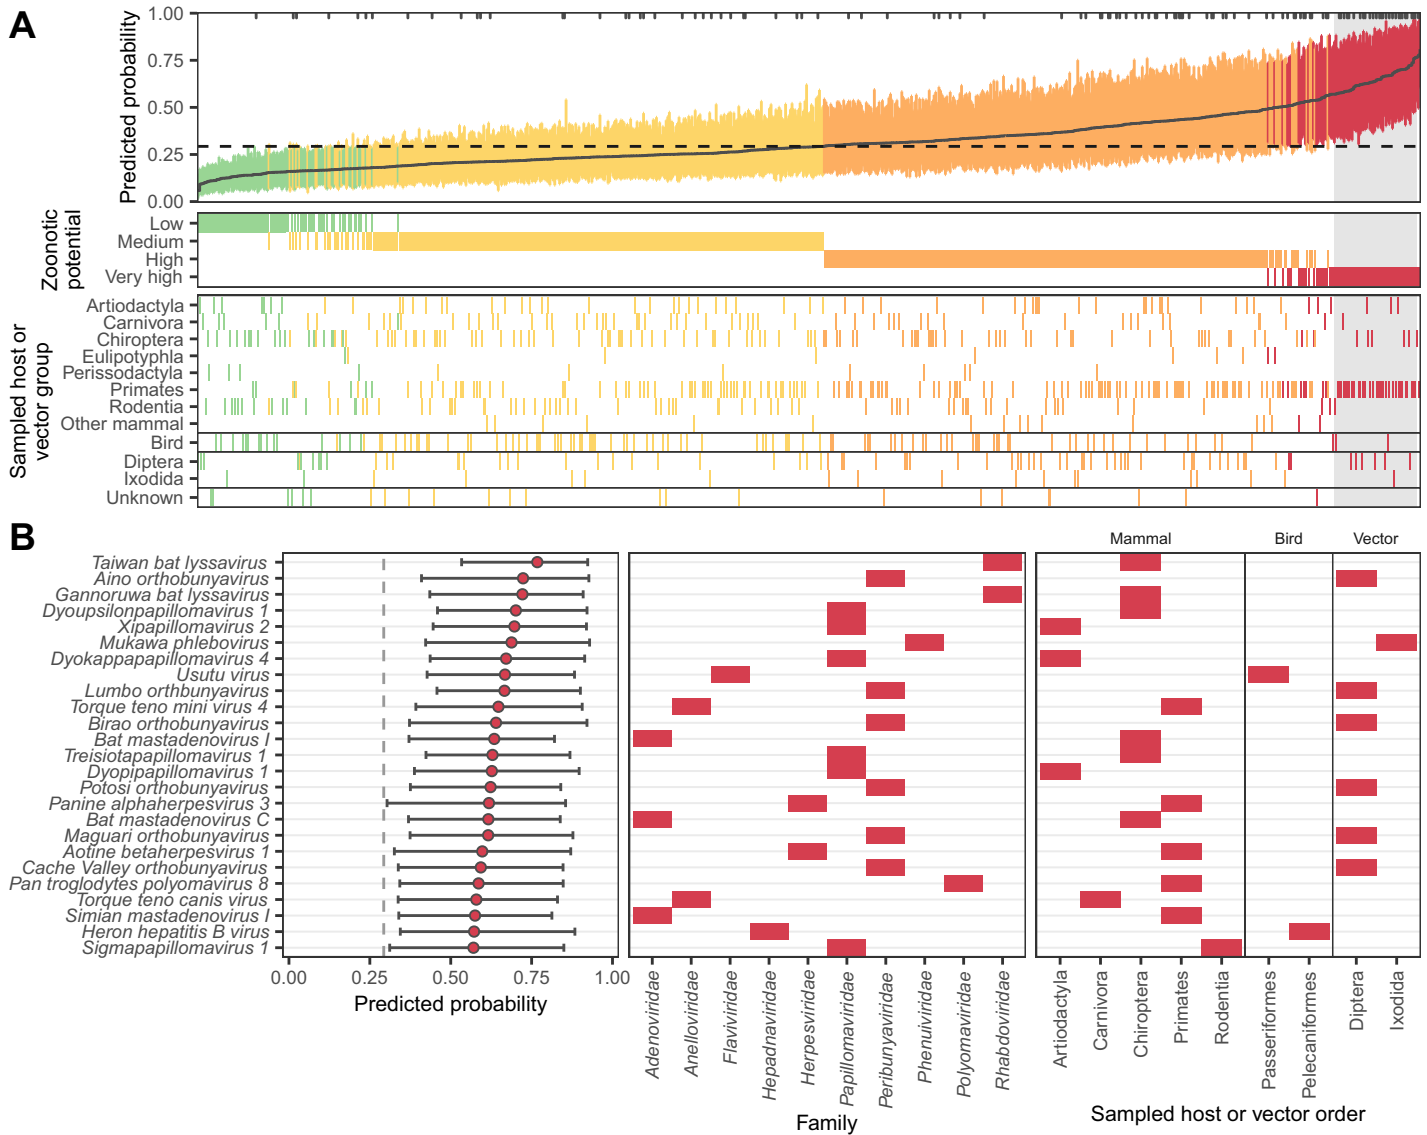 A
Predicted probability
1.00
0.75
0.50
0.25
0.00
Zoonotic
potential
Low
Medium
High
Very high
Sampled host or
vector group
Artiodactyla
Carnivora
Chiroptera
Eulipotyphla
Perissodactyla
Primates
Rodentia
Other mammal
Bird
Diptera
Ixodida
Unknown
B
Mammal Bird Vector
Taiwan bat lyssavirus
Aino orthobunyavirus
Gannoruwa bat lyssavirus
Dyoupsilonpapillomavirus 1
Xipapillomavirus 2
Mukawa phlebovirus
Dyokappapapillomavirus 4
Usutu virus
Lumbo orthbunyavirus
Torque teno mini virus 4
Birao orthobunyavirus
Bat mastadenovirus I
Treisiotapapillomavirus 1
Dyopipapillomavirus 1
Potosi orthobunyavirus
Panine alphaherpesvirus 3
Bat mastadenovirus C
Maguari orthobunyavirus
Aotine betaherpesvirus 1
Cache Valley orthobunyavirus
Pan troglodytes polyomavirus 8
Torque teno canis virus
Simian mastadenovirus I
Heron hepatitis B virus
Sigmapapillomavirus 1
0.00 0.25 0.50 0.75 1.00
Predicted probability
Adenoviridae
Anelloviridae
Flaviviridae
Hepadnaviridae
Herpesviridae
Papillomaviridae
Peribunyaviridae
Phenuiviridae
Polyomaviridae
Rhabdoviridae
Family
Artiodactyla
Carnivora
Chiroptera
Primates
Rodentia
Passeriformes
Pelecaniformes
Diptera
Ixodida
Sampled host or vector order